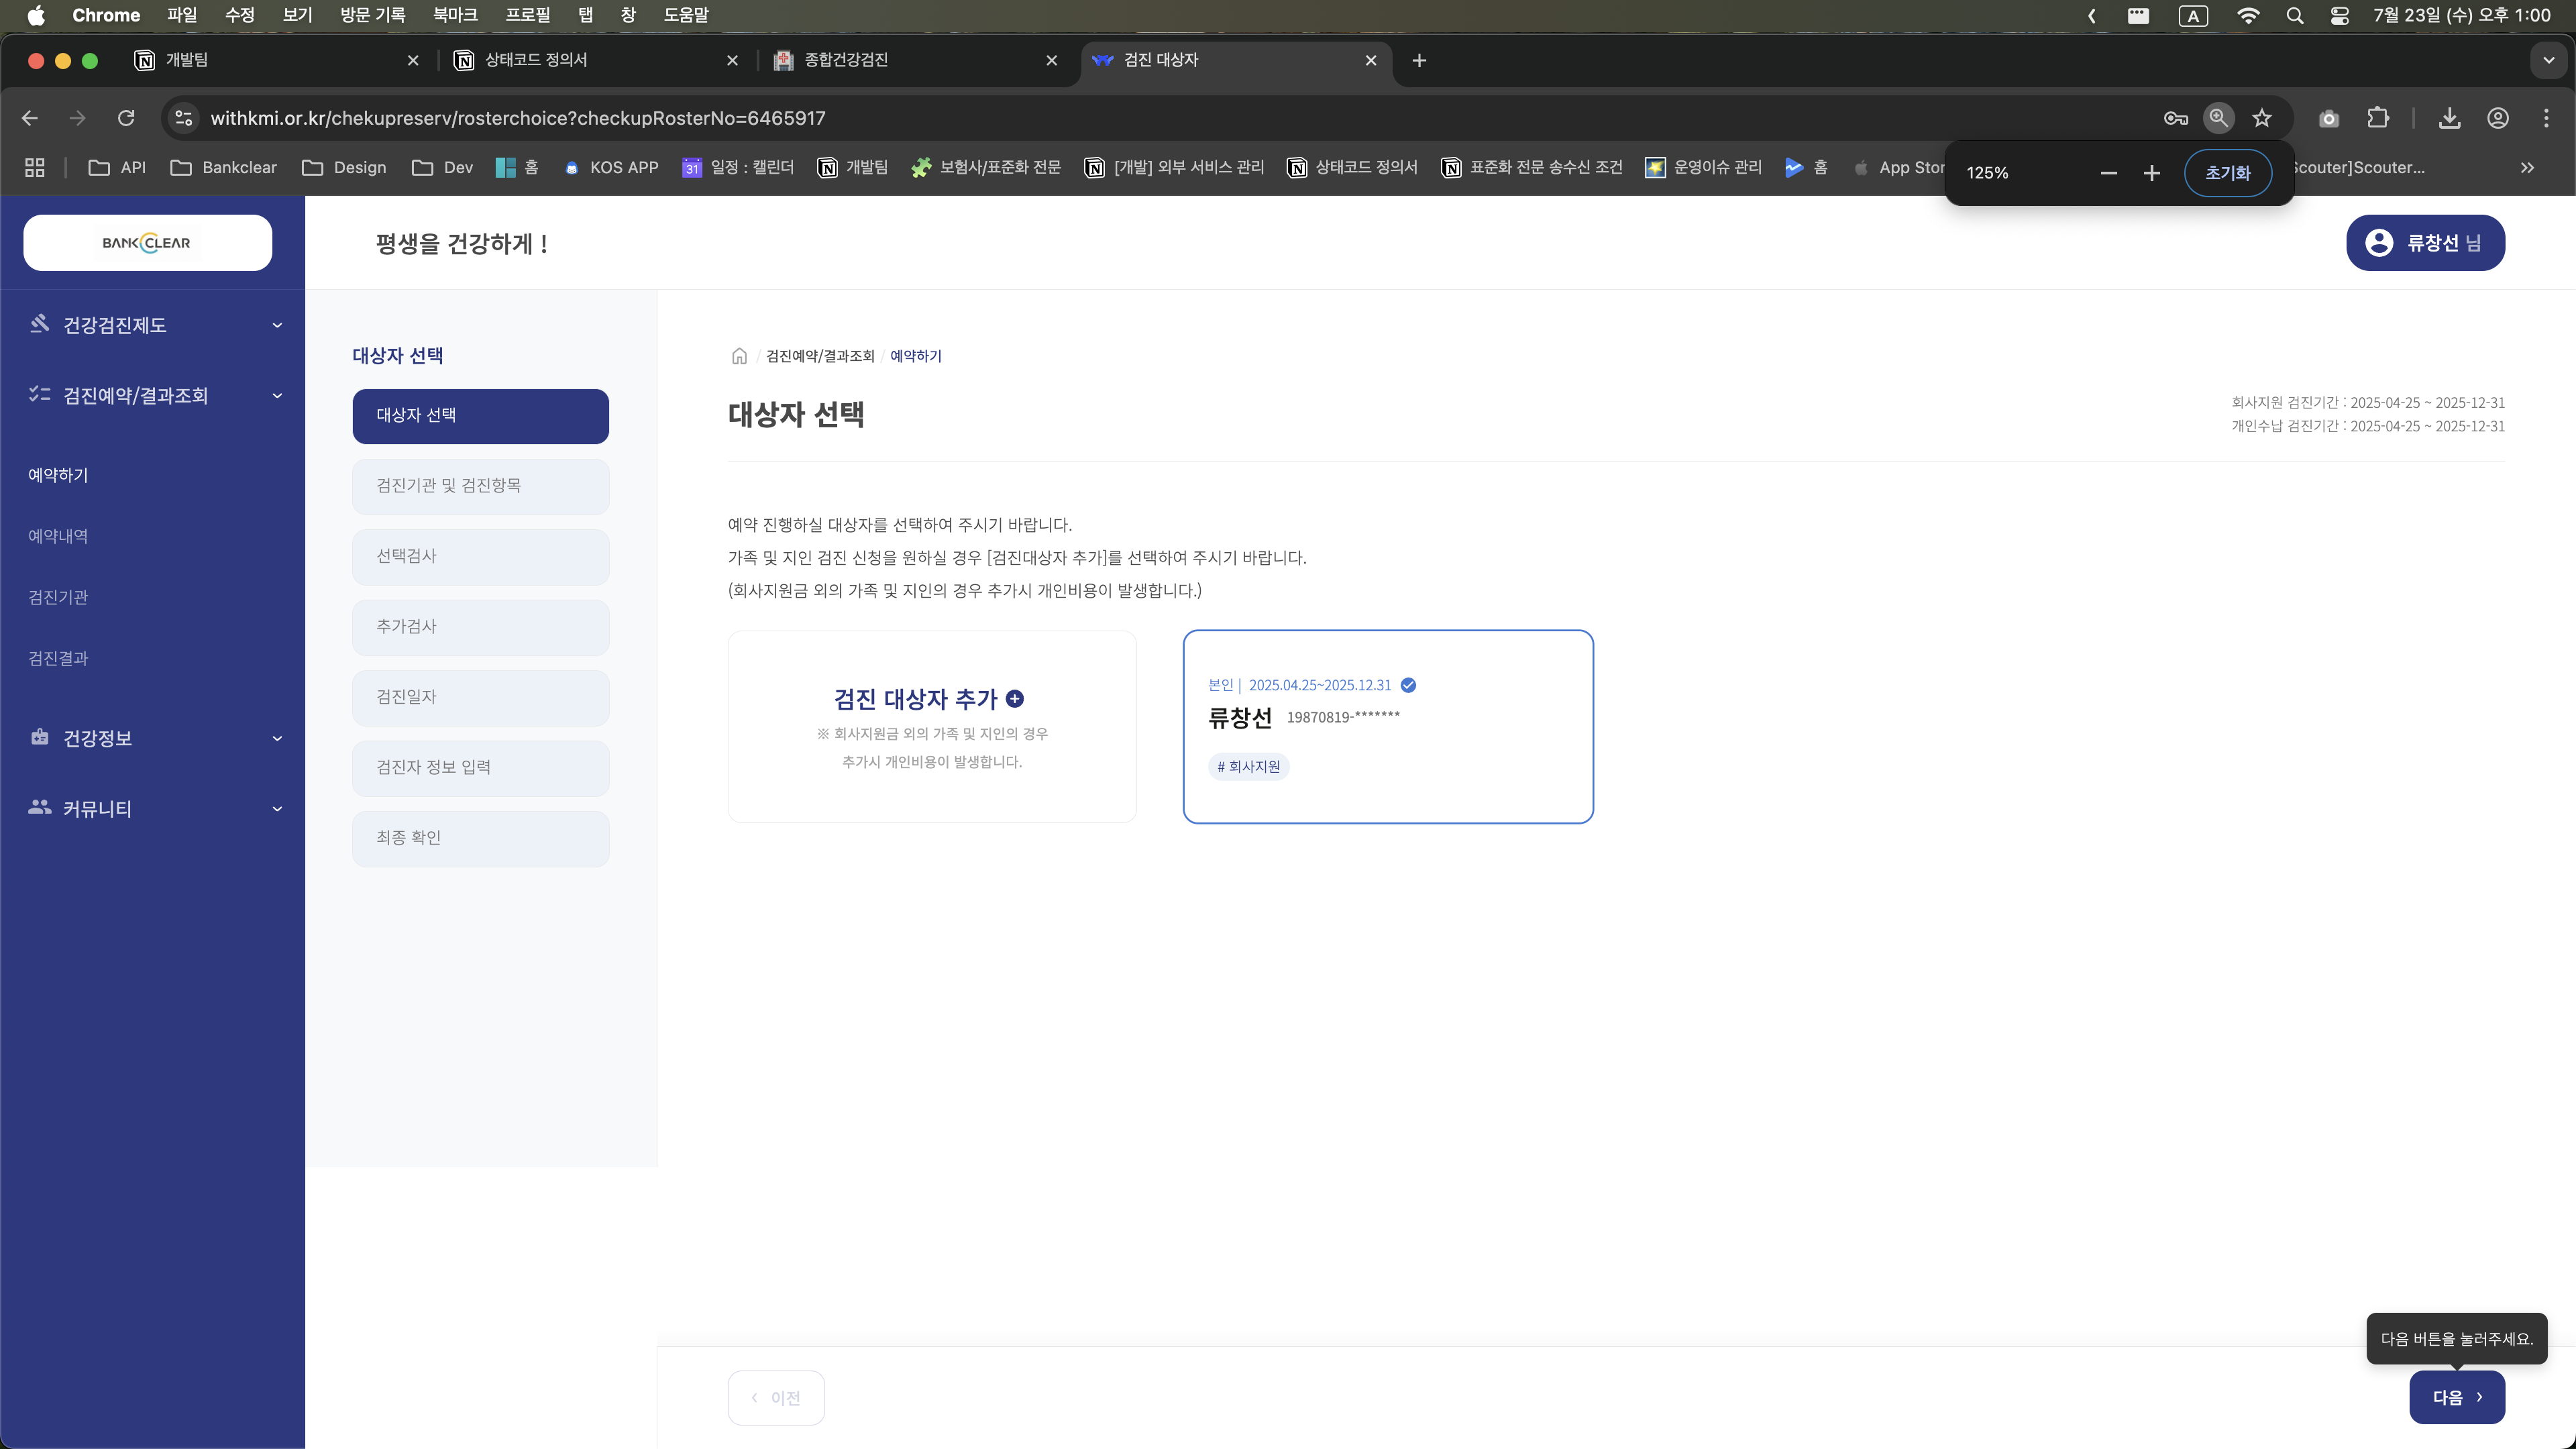 Chrome 파일 수정 보기 방문 기록 북마크 프로필 탭 창 도움말 A 7월 23일 (수) 오후 1:00
개발팀 상태코드 정의서 종합건강검진 검진 대상자
withkmi.or.kr/chekupreserv/rosterchoice?checkupRosterNo=6465917
API Bankclear Design Dev 홈 KOS APP 31 일정 : 캘린더 개발팀 보험사/표준화 전문 [개발] 외부 서비스 관리 상태코드 정의서 표준화 전문 송수신 조건 운영이슈 관리 홈 App Stor Scouter]Scouter...
125% 초기화
BANKCLEAR
평생을 건강하게 !
류창선 님
건강검진제도
검진예약/결과조회
예약하기
예약내역
검진기관
검진결과
건강정보
커뮤니티
대상자 선택
대상자 선택
검진기관 및 검진항목
선택검사
추가검사
검진일자
검진자 정보 입력
최종 확인
/ 검진예약/결과조회 / 예약하기
대상자 선택
회사지원 검진기간 : 2025-04-25 ~ 2025-12-31
개인수납 검진기간 : 2025-04-25 ~ 2025-12-31
예약 진행하실 대상자를 선택하여 주시기 바랍니다.
가족 및 지인 검진 신청을 원하실 경우 [검진대상자 추가]를 선택하여 주시기 바랍니다.
(회사지원금 외의 가족 및 지인의 경우 추가시 개인비용이 발생합니다.)
검진 대상자 추가
※ 회사지원금 외의 가족 및 지인의 경우
추가시 개인비용이 발생합니다.
본인 | 2025.04.25~2025.12.31
류창선 19870819-*******
# 회사지원
다음 버튼을 눌러주세요.
이전
다음